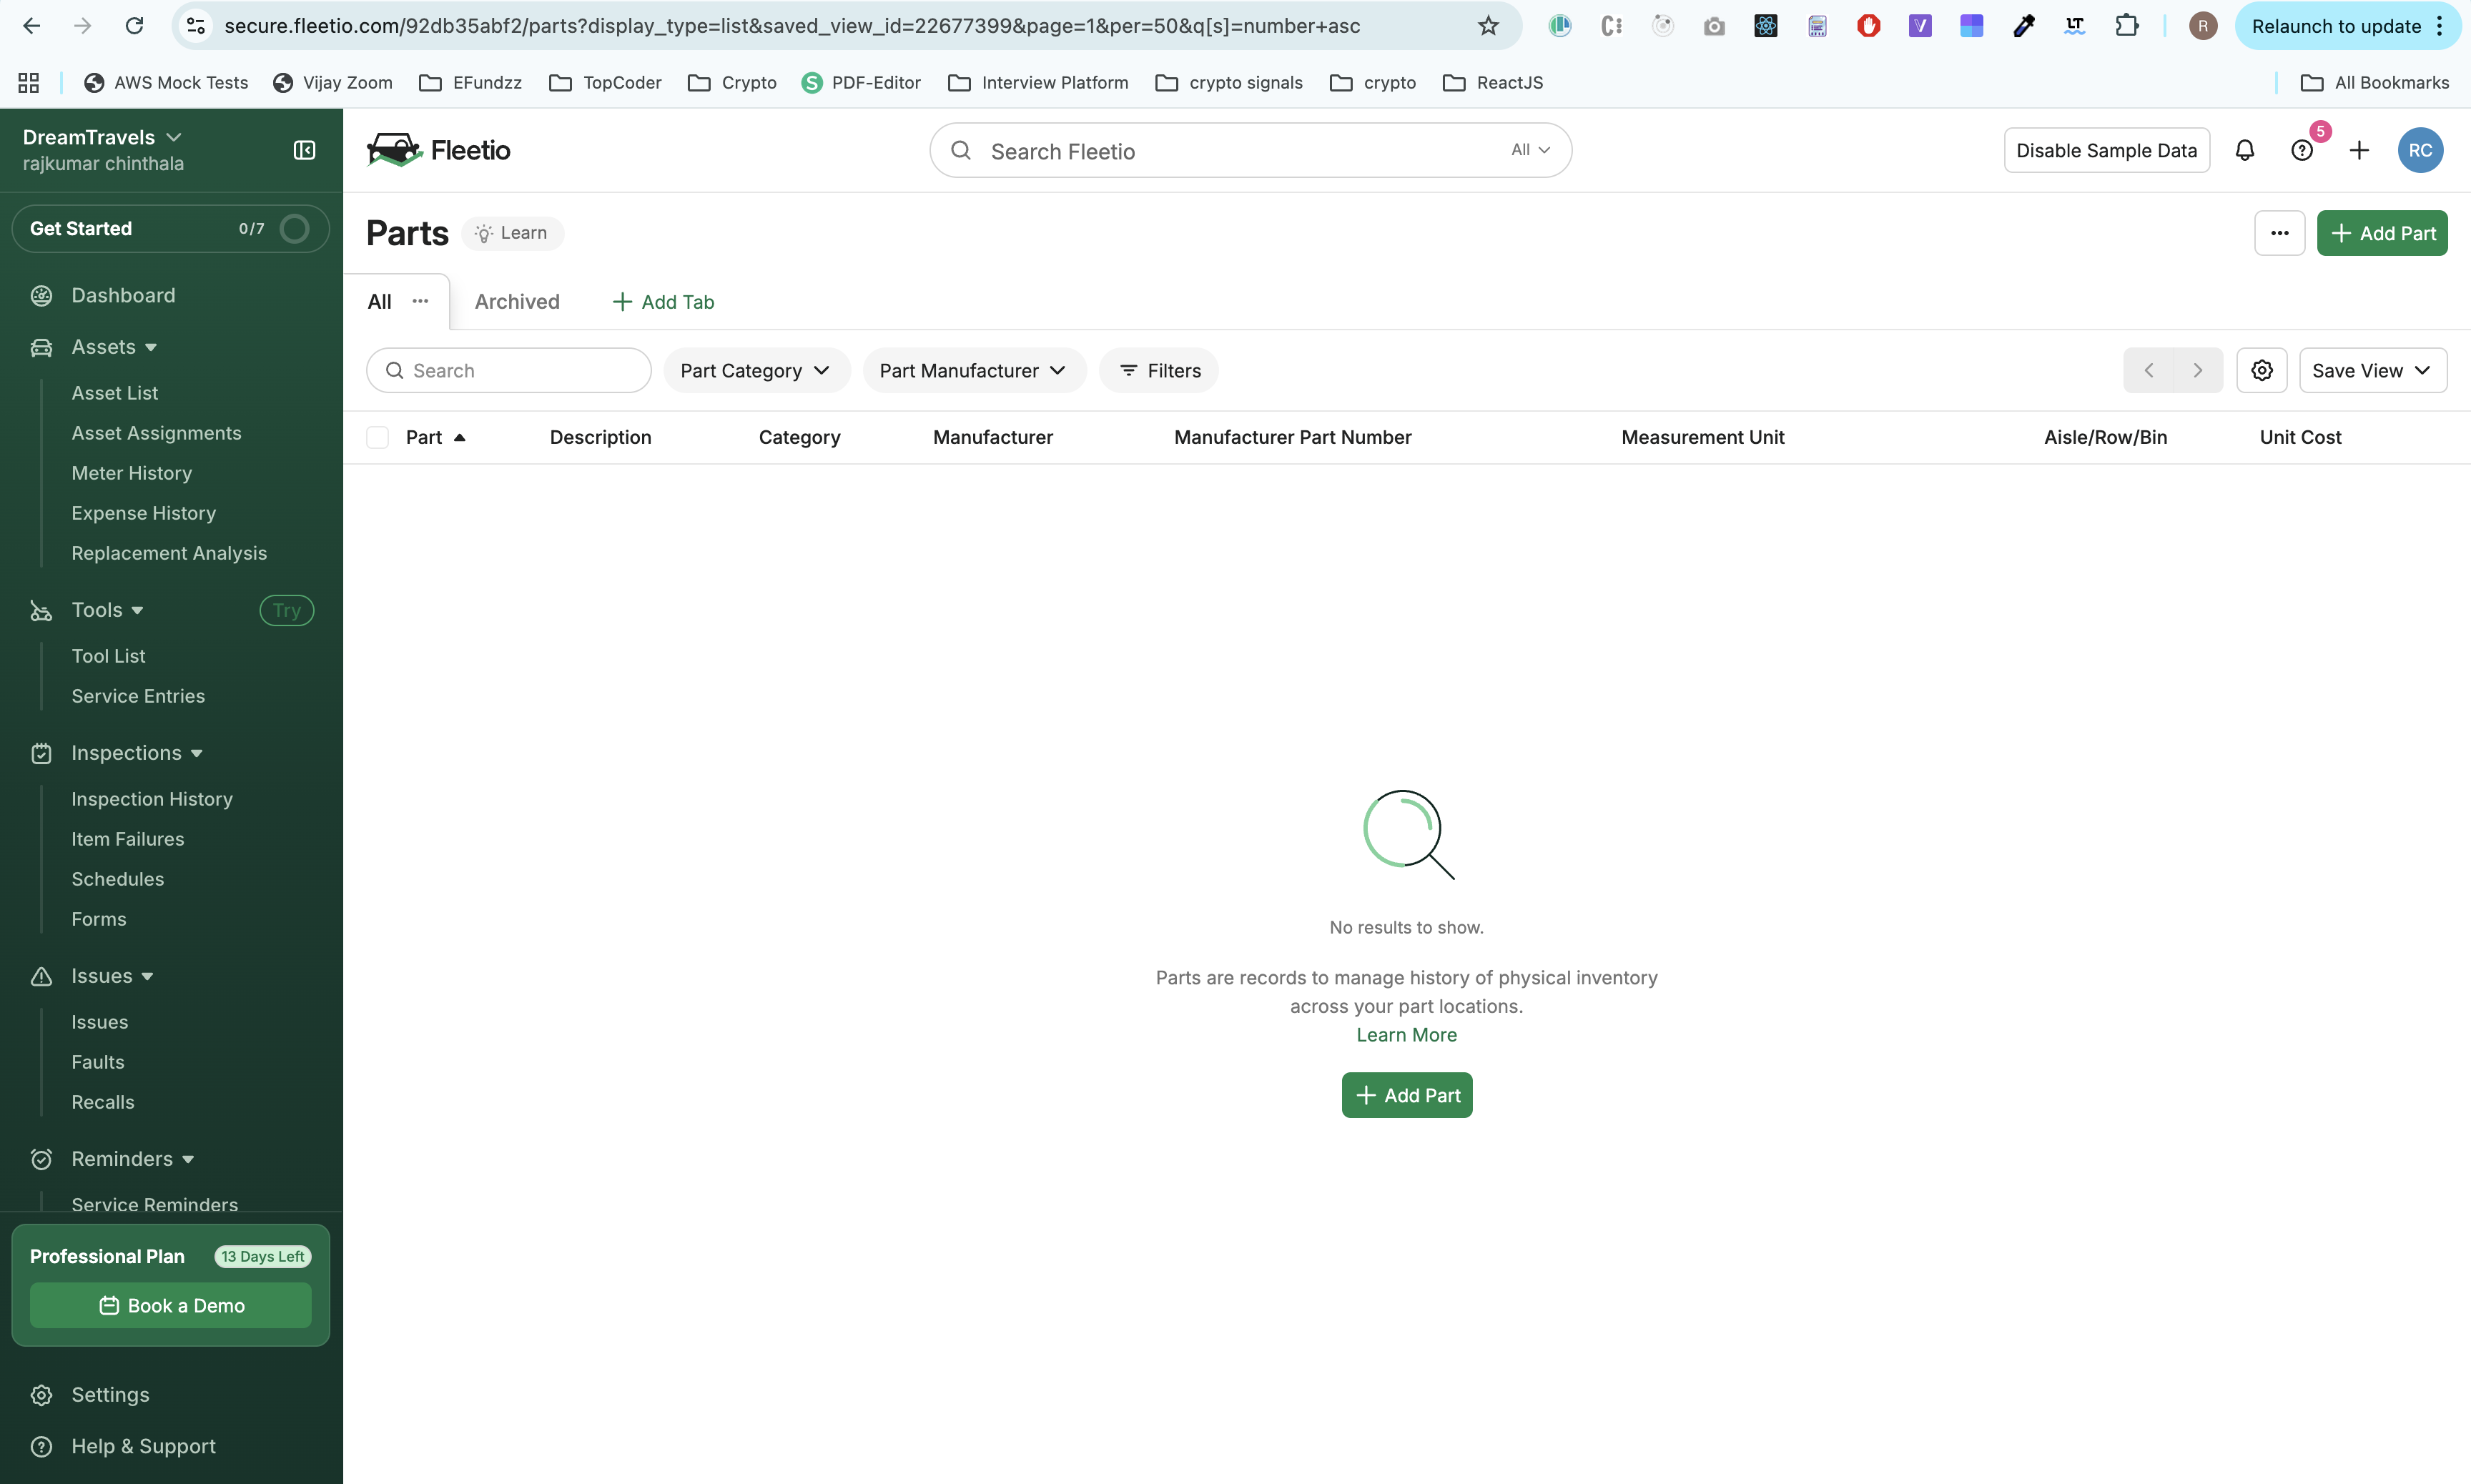 secure.fleetio.com/92db35abf2/parts?display_type=list&saved_view_id=22677399&page=1&per=50&q[s]=number+asc
R
Relaunch to update
AWS Mock Tests
Vijay Zoom
EFundzz
TopCoder
Crypto
S PDF-Editor
Interview Platform
crypto signals
crypto
ReactJS
All Bookmarks
DreamTravels
rajkumar chinthala
Get Started 0/7
Dashboard
Assets
Asset List
Asset Assignments
Meter History
Expense History
Replacement Analysis
Tools Try
Tool List
Service Entries
Inspections
Inspection History
Item Failures
Schedules
Forms
Issues
Issues
Faults
Recalls
Reminders
Service Reminders
Professional Plan 13 Days Left
Book a Demo
Settings
Help & Support
Fleetio
Search Fleetio All
Disable Sample Data
5
RC
Parts Learn
Add Part
All
Archived
Add Tab
Search
Part Category
Part Manufacturer
Filters
Save View
Part Description Category Manufacturer Manufacturer Part Number Measurement Unit Aisle/Row/Bin Unit Cost
No results to show.
Parts are records to manage history of physical inventory
across your part locations.
Learn More
Add Part